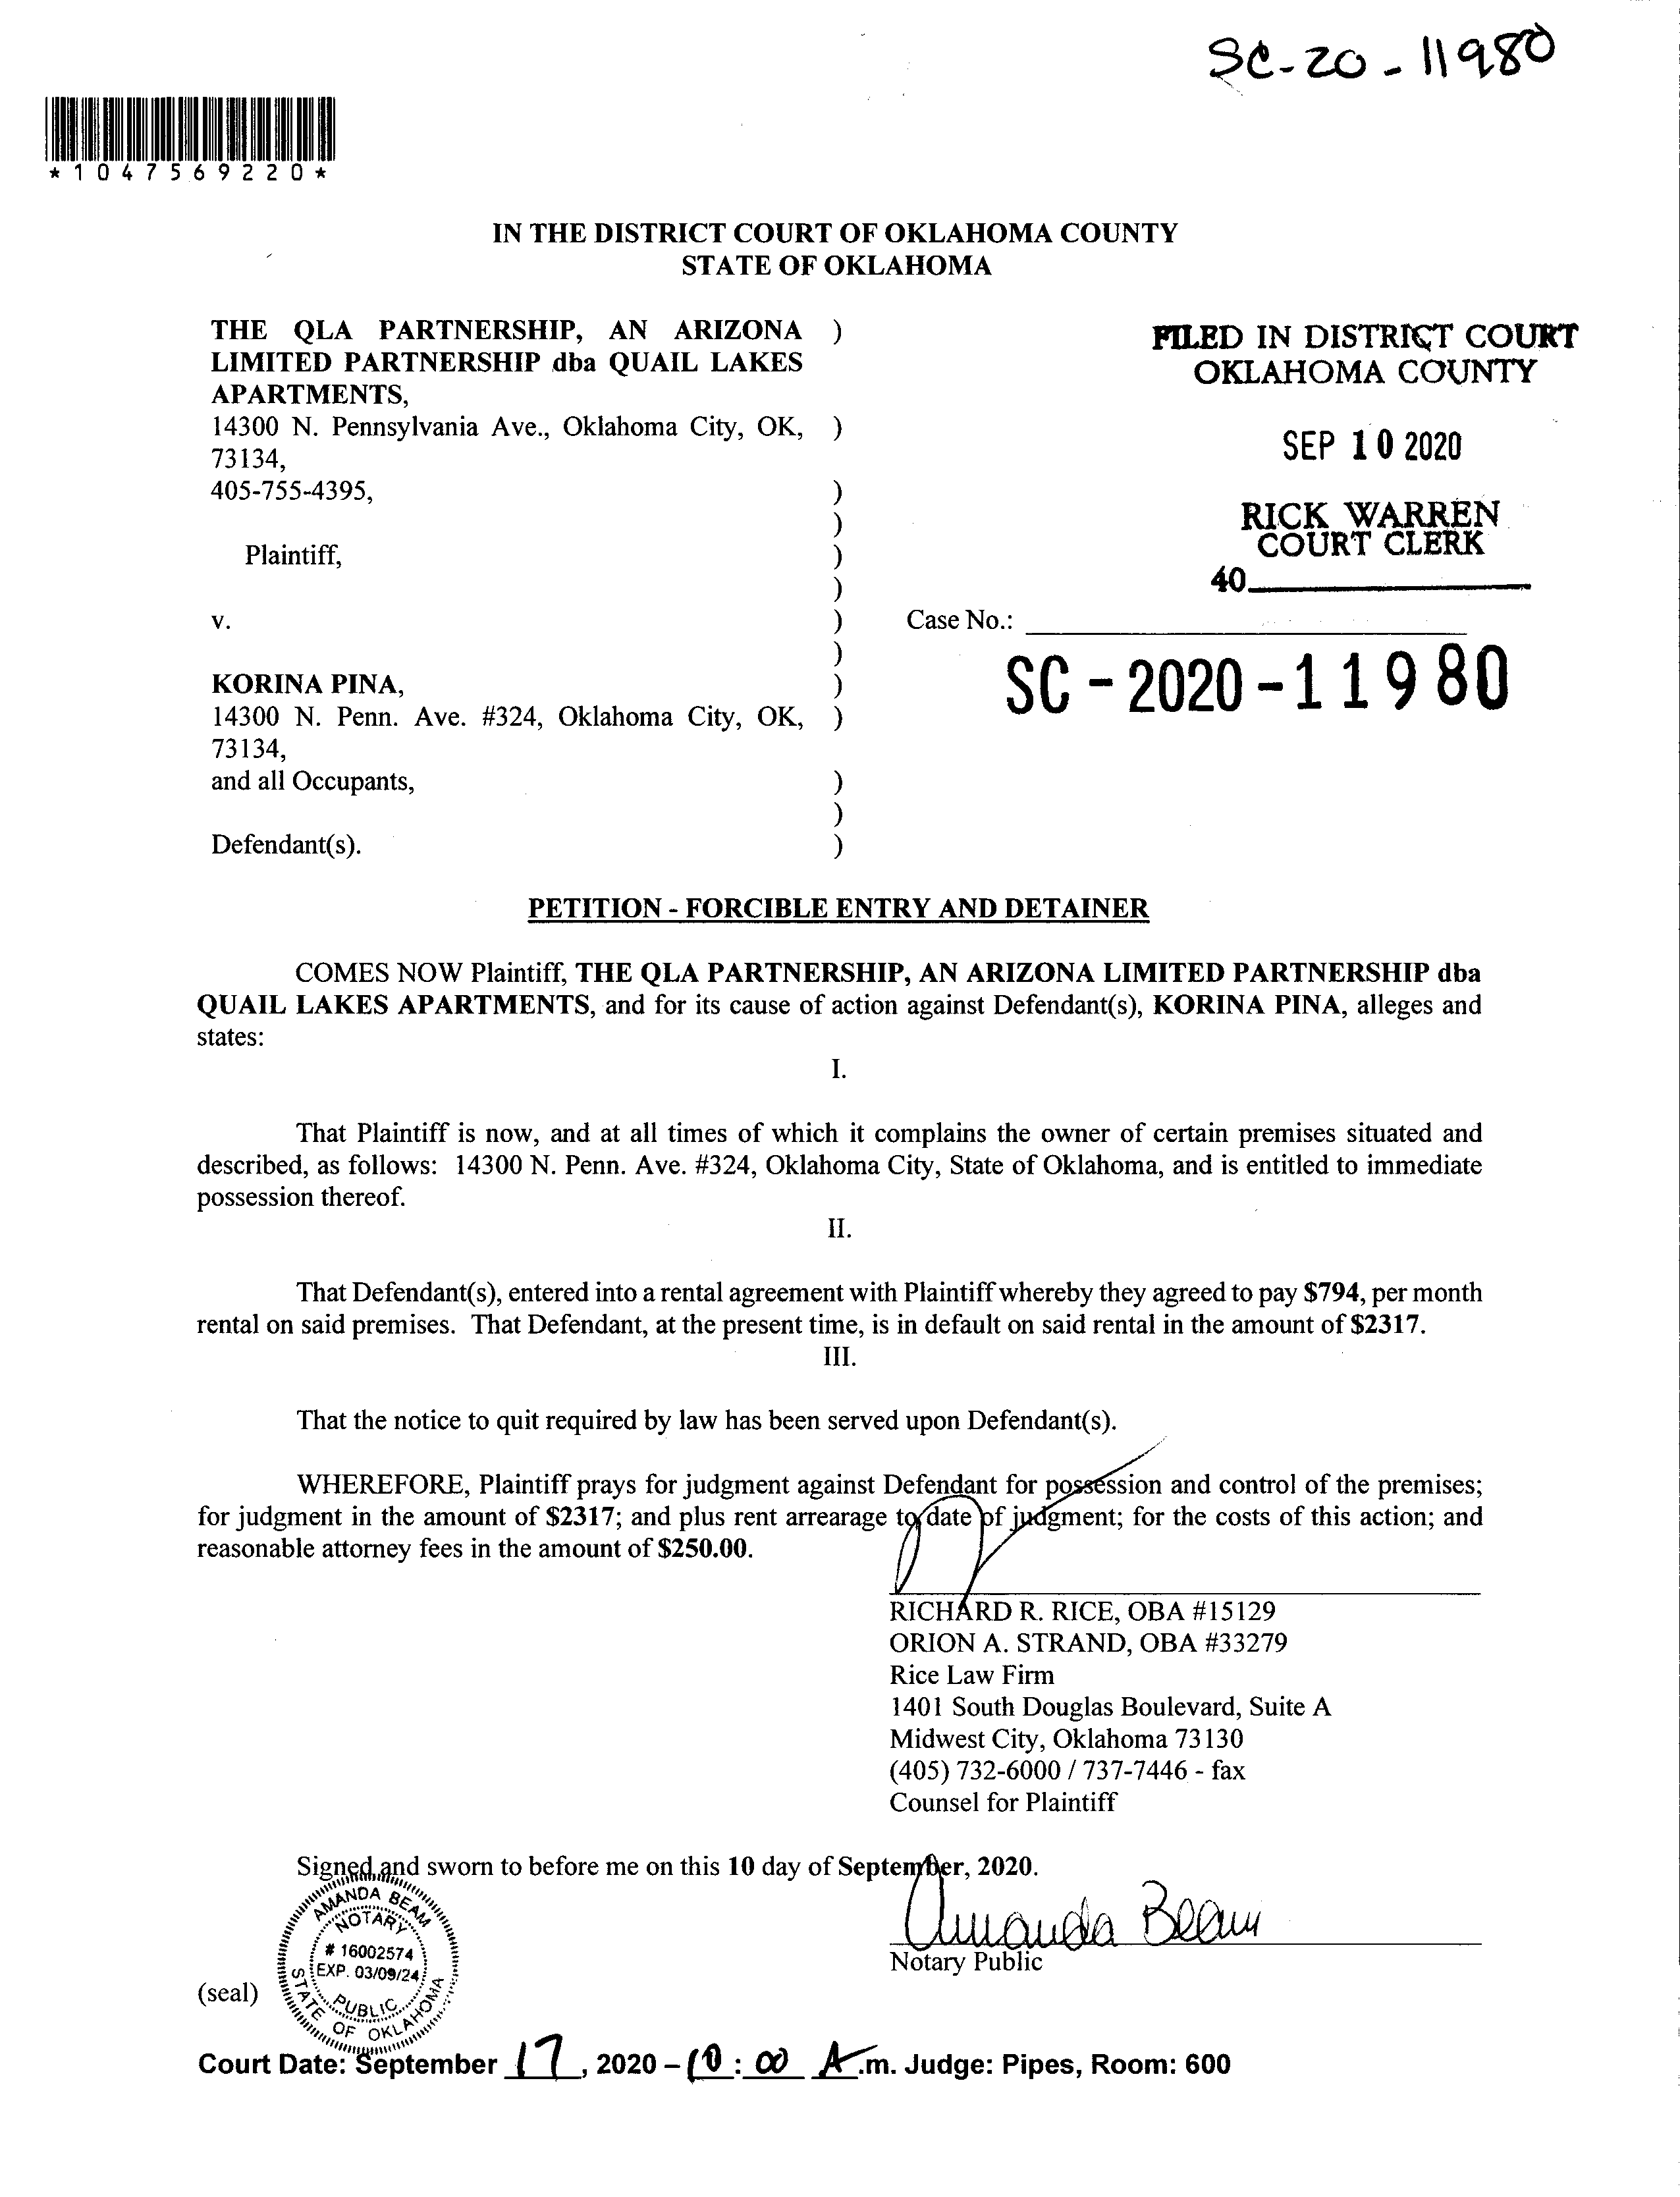 SC-20-11980
*1047569220*
IN THE DISTRICT COURT OF OKLAHOMA COUNTY
STATE OF OKLAHOMA
THE QLA PARTNERSHIP, AN ARIZONA )
LIMITED PARTNERSHIP dba QUAIL LAKES
APARTMENTS,
14300 N. Pennsylvania Ave., Oklahoma City, OK, )
73134,
405-755-4395, )
)
Plaintiff, )
)
v. )
)
KORINA PINA, )
14300 N. Penn. Ave. #324, Oklahoma City, OK, )
73134,
and all Occupants, )
)
Defendant(s). )
FILED IN DISTRICT COURT
OKLAHOMA COUNTY
SEP 10 2020
RICK WARREN
COURT CLERK
40
Case No.:
SC-2020-11980
PETITION - FORCIBLE ENTRY AND DETAINER
COMES NOW Plaintiff, THE QLA PARTNERSHIP, AN ARIZONA LIMITED PARTNERSHIP dba
QUAIL LAKES APARTMENTS, and for its cause of action against Defendant(s), KORINA PINA, alleges and
states:
I.
That Plaintiff is now, and at all times of which it complains the owner of certain premises situated and
described, as follows: 14300 N. Penn. Ave. #324, Oklahoma City, State of Oklahoma, and is entitled to immediate
possession thereof.
II.
That Defendant(s), entered into a rental agreement with Plaintiff whereby they agreed to pay $794, per month
rental on said premises. That Defendant, at the present time, is in default on said rental in the amount of $2317.
III.
That the notice to quit required by law has been served upon Defendant(s).
WHEREFORE, Plaintiff prays for judgment against Defendant for possession and control of the premises;
for judgment in the amount of $2317; and plus rent arrearage to date of judgment; for the costs of this action; and
reasonable attorney fees in the amount of $250.00.
RICHARD R. RICE, OBA #15129
ORION A. STRAND, OBA #33279
Rice Law Firm
1401 South Douglas Boulevard, Suite A
Midwest City, Oklahoma 73130
(405) 732-6000 / 737-7446 - fax
Counsel for Plaintiff
Signed and sworn to before me on this 10 day of September, 2020.
Amanda Beam
Notary Public
(seal)
AMANDA BEAM
NOTARY
# 16002574
EXP. 03/09/24
PUBLIC
STATE OF OKLAHOMA
Court Date: September 17, 2020 – 10:00 A.m. Judge: Pipes, Room: 600